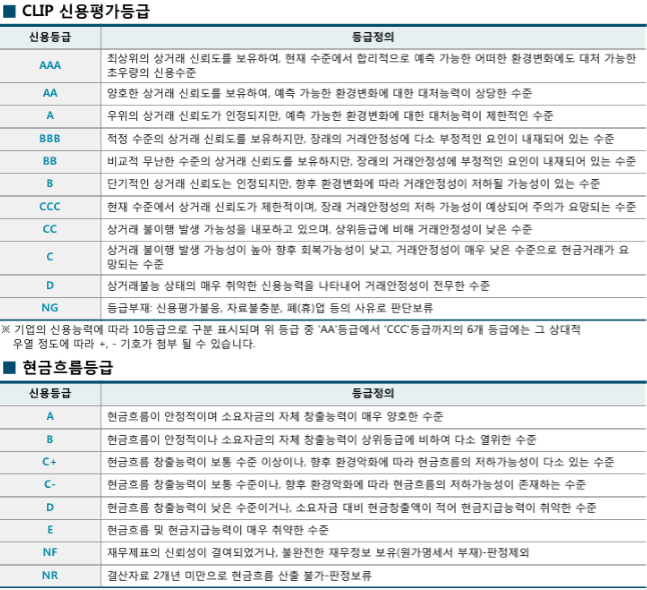 ■ CLIP 신용평가등급
신용등급 등급정의
AAA 최상위의 상거래 신뢰도를 보유하여, 현재 수준에서 합리적으로 예측 가능한 어떠한 환경변화에도 대처 가능한
초우량의 신용수준
AA 양호한 상거래 신뢰도를 보유하여, 예측 가능한 환경변화에 대한 대처능력이 상당한 수준
A 우위의 상거래 신뢰도가 인정되지만, 예측 가능한 환경변화에 대한 대처능력이 제한적인 수준
BBB 적정 수준의 상거래 신뢰도를 보유하지만, 장래의 거래안정성에 다소 부정적인 요인이 내재되어 있는 수준
BB 비교적 무난한 수준의 상거래 신뢰도를 보유하지만, 장래의 거래안정성에 부정적인 요인이 내재되어 있는 수준
B 단기적인 상거래 신뢰도는 인정되지만, 향후 환경변화에 따라 거래안정성이 저하될 가능성이 있는 수준
CCC 현재 수준에서 상거래 신뢰도가 제한적이며, 장래 거래안정성의 저하 가능성이 예상되어 주의가 요망되는 수준
CC 상거래 불이행 발생 가능성을 내포하고 있으며, 상위등급에 비해 거래안정성이 낮은 수준
C 상거래 불이행 발생 가능성이 높아 향후 회복가능성이 낮고, 거래안정성이 매우 낮은 수준으로 현금거래가 요
망되는 수준
D 상거래불능 상태의 매우 취약한 신용능력을 나타내어 거래안정성이 전무한 수준
NG 등급부재: 신용평가불응, 자료불충분, 폐(휴)업 등의 사유로 판단보류
※ 기업의 신용능력에 따라 10등급으로 구분 표시되며 위 등급 중 'AA'등급에서 'CCC'등급까지의 6개 등급에는 그 상대적
우열 정도에 따라 +, - 기호가 첨부 될 수 있습니다.
■ 현금흐름등급
신용등급 등급정의
A 현금흐름이 안정적이며 소요자금의 자체 창출능력이 매우 양호한 수준
B 현금흐름이 안정적이나 소요자금의 자체 창출능력이 상위등급에 비하여 다소 열위한 수준
C+ 현금흐름 창출능력이 보통 수준 이상이나, 향후 환경악화에 따라 현금흐름의 저하가능성이 다소 있는 수준
C- 현금흐름 창출능력이 보통 수준이나, 향후 환경악화에 따라 현금흐름의 저하가능성이 존재하는 수준
D 현금흐름 창출능력이 낮은 수준이거나, 소요자금 대비 현금창출액이 적어 현금지급능력이 취약한 수준
E 현금흐름 및 현금지급능력이 매우 취약한 수준
NF 재무제표의 신뢰성이 결여되었거나, 불완전한 재무정보 보유(원가명세서 부재)-판정제외
NR 결산자료 2개년 미만으로 현금흐름 산출 불가-판정보류